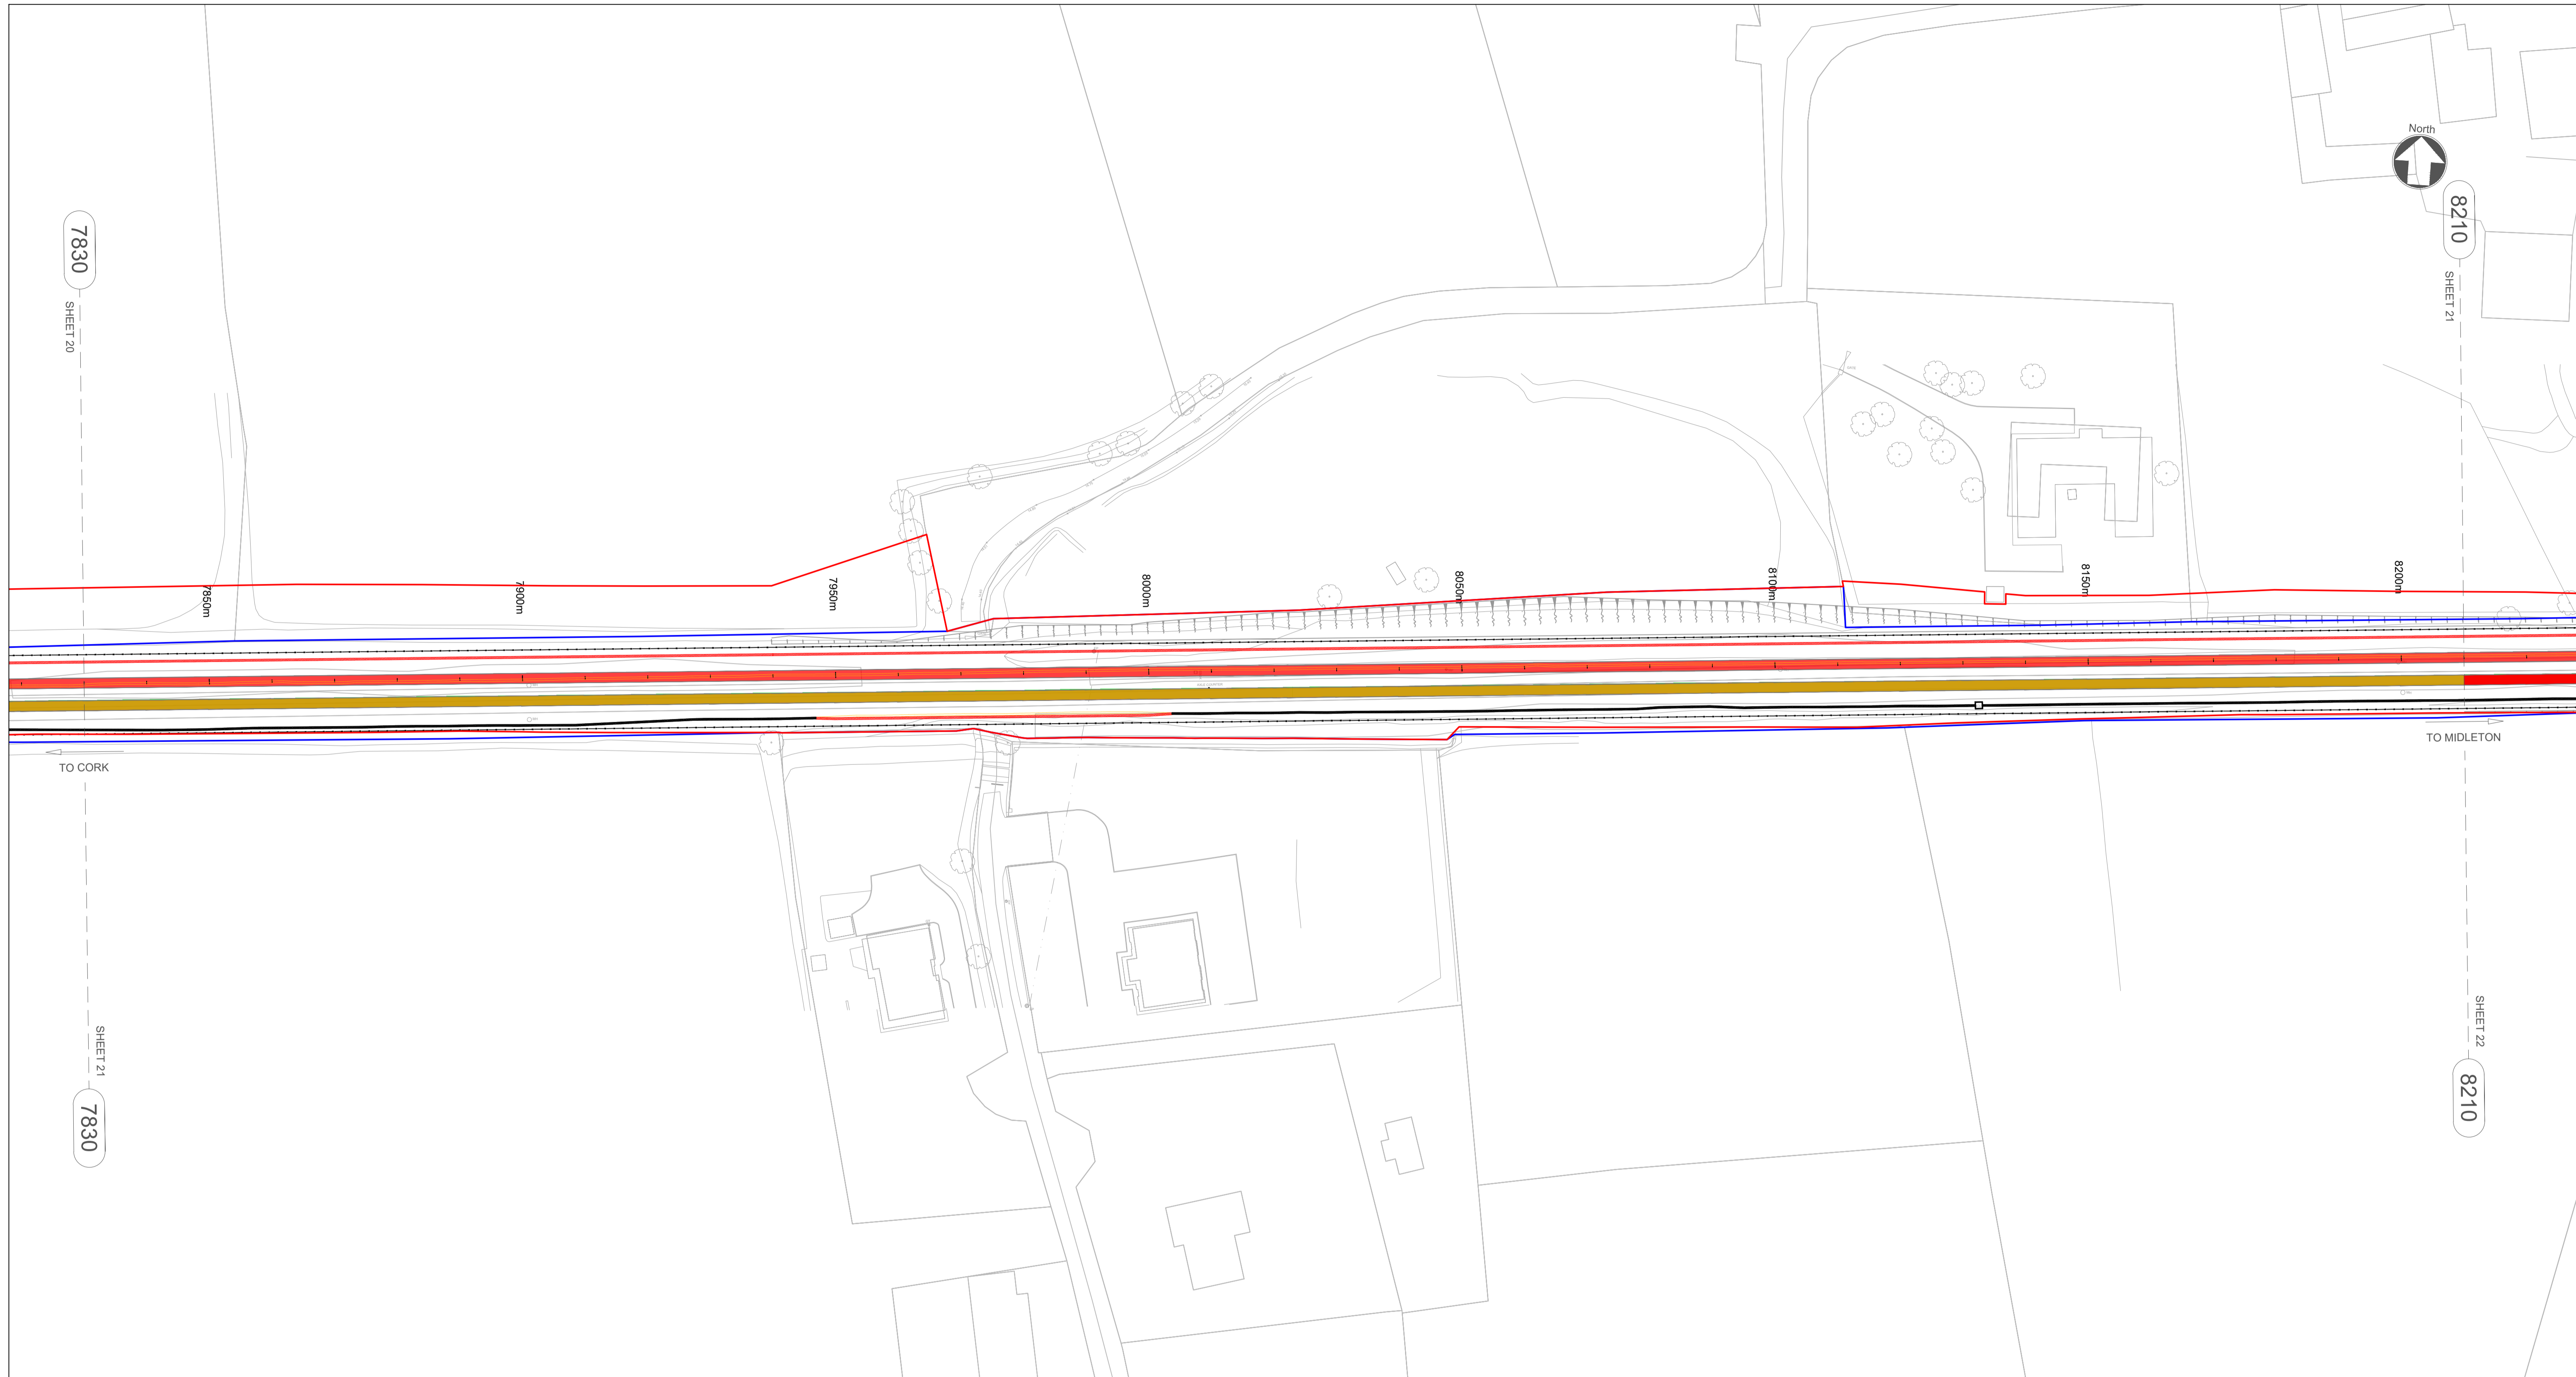 North
7830
8210
SHEET 20
SHEET 21
7850m
7900m
7950m
8000m
8050m
8100m
8150m
8200m
TO CORK
TO MIDLETON
SHEET 21
SHEET 22
7830
8210